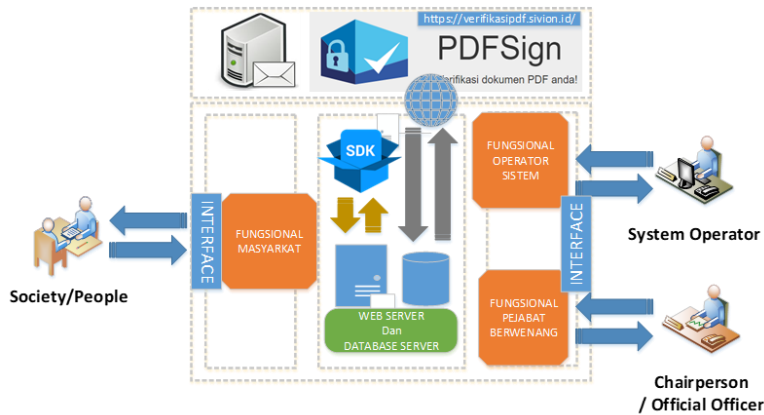 https://verifikasipdf.sivion.id/
PDFSign
erifikasi dokumen PDF anda!
SDK
FUNGSIONAL
OPERATOR
SISTEM
INTERFACE
FUNGSIONAL
MASYARKAT
INTERFACE
System Operator
Society/People
FUNGSIONAL
PEJABAT
BERWENANG
WEB SERVER
Dan
DATABASE SERVER
Chairperson
/ Official Officer